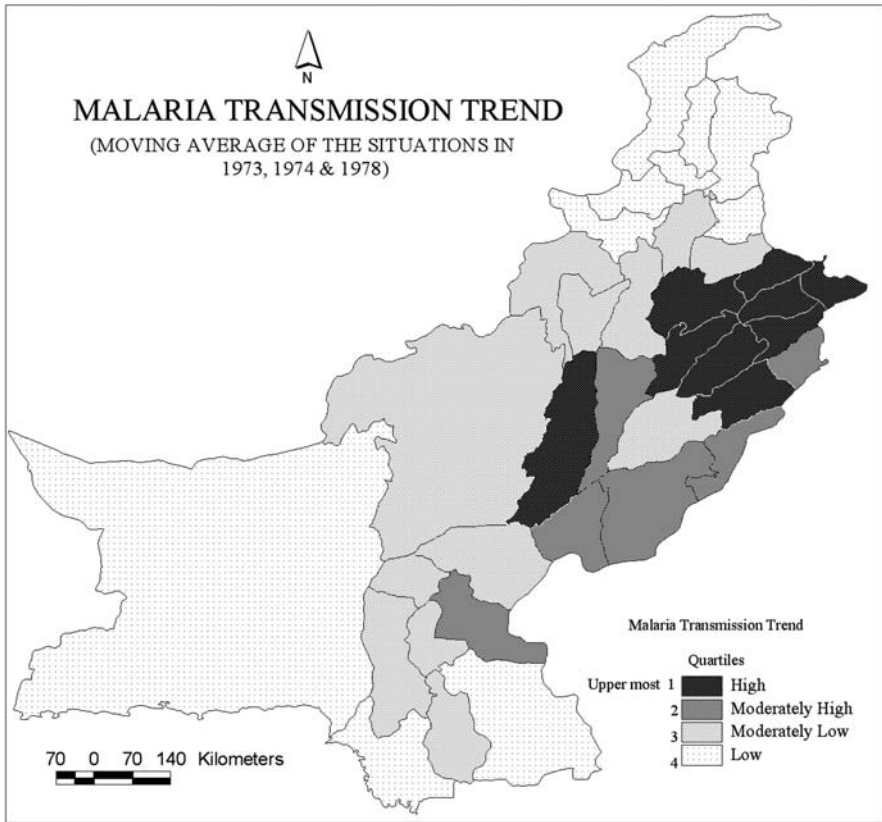 N
MALARIA TRANSMISSION TREND
(MOVING AVERAGE OF THE SITUATIONS IN
1973, 1974 & 1978)
Malaria Transmission Trend
Quartiles
Upper most 1 High
2 Moderately High
3 Moderately Low
4 Low
70 0 70 140 Kilometers